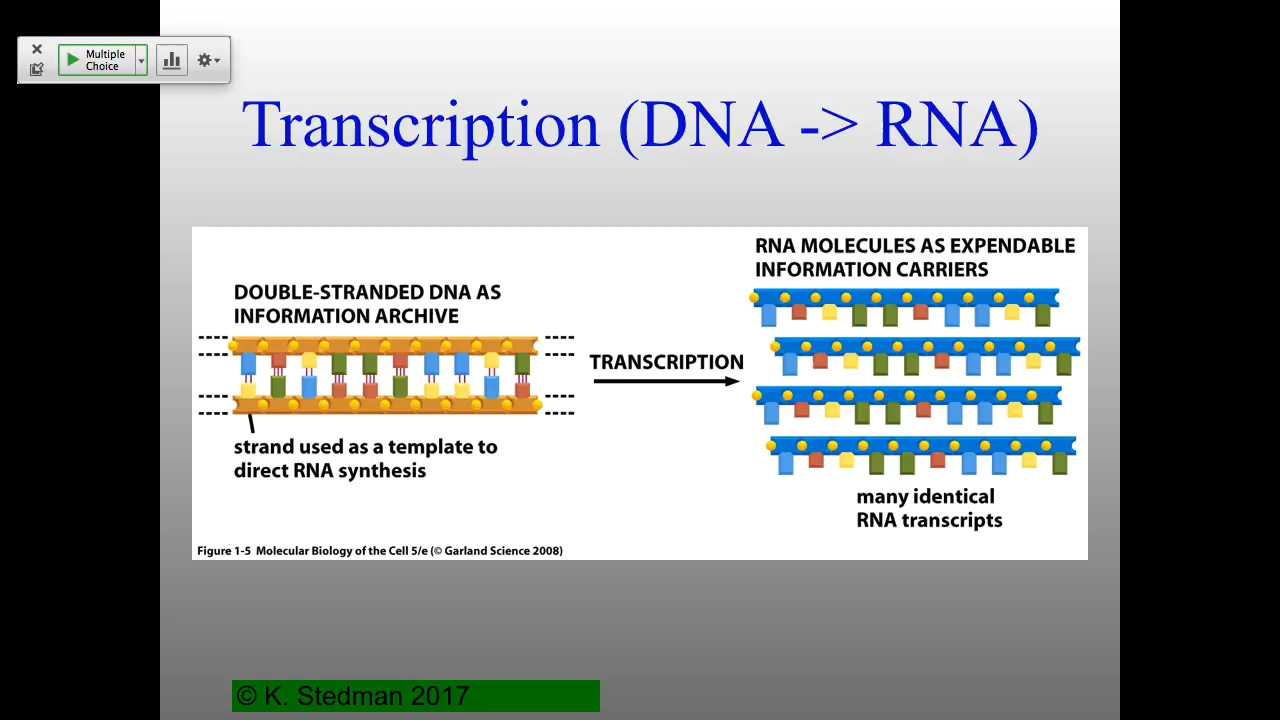 Multiple
Choice
Transcription (DNA -> RNA)
DOUBLE-STRANDED DNA AS
INFORMATION ARCHIVE
strand used as a template to
direct RNA synthesis
TRANSCRIPTION
RNA MOLECULES AS EXPENDABLE
INFORMATION CARRIERS
many identical
RNA transcripts
Figure 1-5 Molecular Biology of the Cell 5/e (© Garland Science 2008)
© K. Stedman 2017